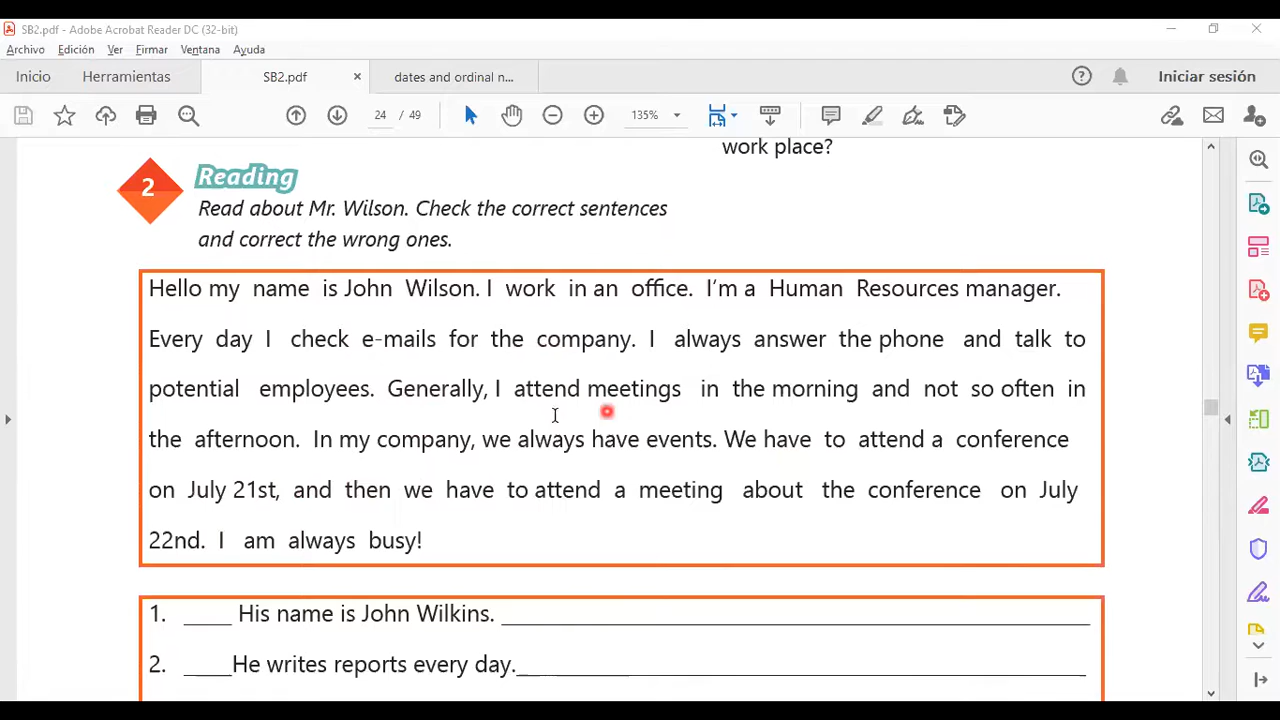 SB2.pdf - Adobe Acrobat Reader DC (32-bit)
Archivo Edición Ver Firmar Ventana Ayuda
Inicio Herramientas SB2.pdf × dates and ordinal n... Iniciar sesión
24 / 49 135%
work place?
2 Reading
Read about Mr. Wilson. Check the correct sentences
and correct the wrong ones.
Hello my name is John Wilson. I work in an office. I'm a Human Resources manager.
Every day I check e-mails for the company. I always answer the phone and talk to
potential employees. Generally, I attend meetings in the morning and not so often in
the afternoon. In my company, we always have events. We have to attend a conference
on July 21st, and then we have to attend a meeting about the conference on July
22nd. I am always busy!
1. ____ His name is John Wilkins. ____
2. ____He writes reports every day.____